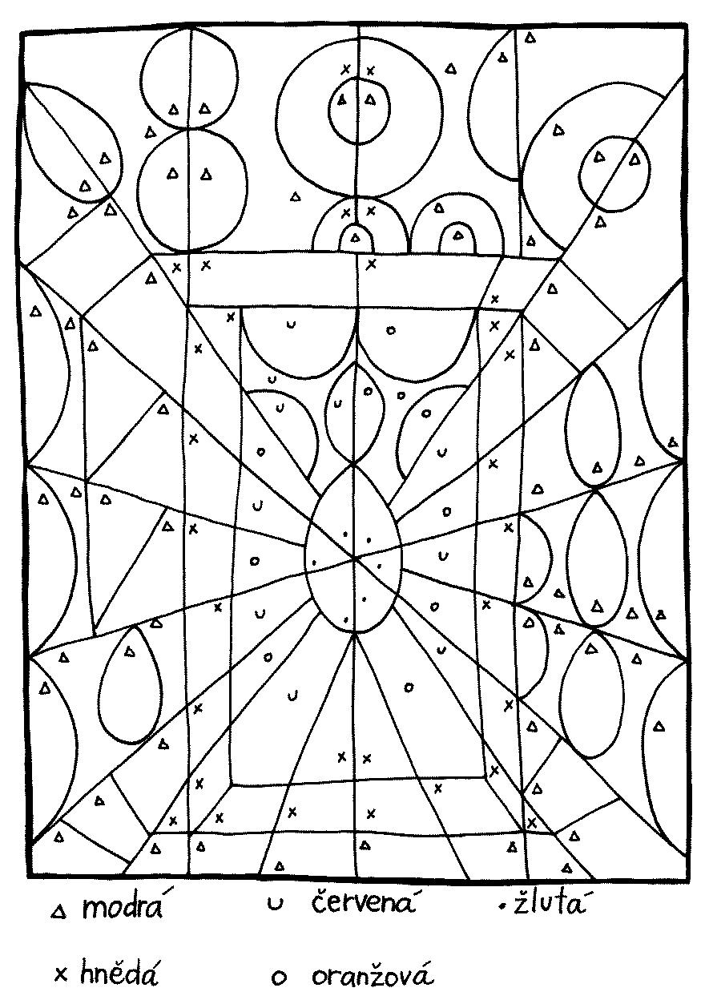 △ modrá ∪ červená • žlutá
× hnědá ○ oranžová